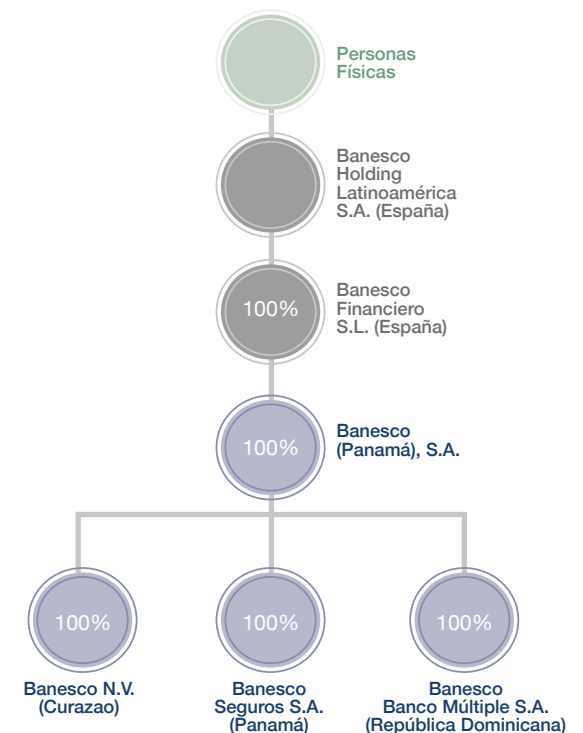 Personas
Físicas
Banesco
Holding
Latinoamérica
S.A. (España)
100%
Banesco
Financiero
S.L. (España)
100%
Banesco
(Panamá), S.A.
100%
100%
100%
Banesco N.V.
(Curazao)
Banesco
Seguros S.A.
(Panamá)
Banesco
Banco Múltiple S.A.
(República Dominicana)